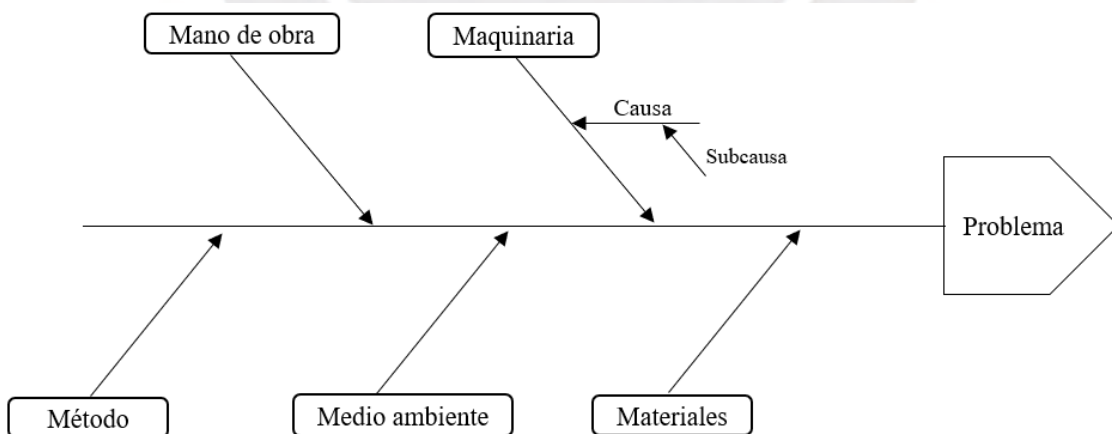 Mano de obra
Maquinaria
Causa
Subcausa
Problema
Método
Medio ambiente
Materiales